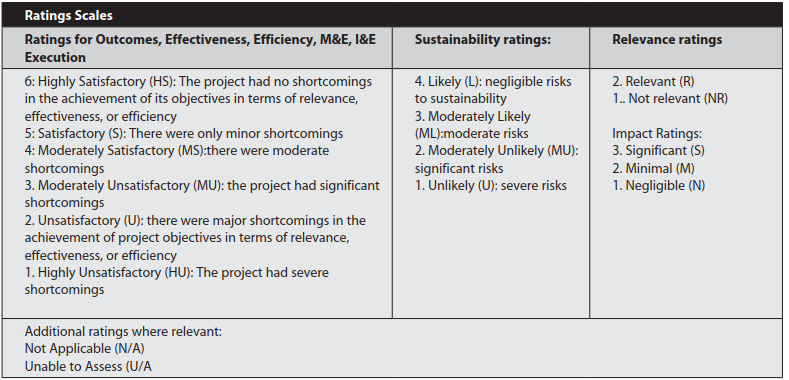 Ratings Scales
Ratings for Outcomes, Effectiveness, Efficiency, M&E, I&E
Execution
Sustainability ratings:
Relevance ratings
6: Highly Satisfactory (HS): The project had no shortcomings
in the achievement of its objectives in terms of relevance,
effectiveness, or efficiency
5: Satisfactory (S): There were only minor shortcomings
4: Moderately Satisfactory (MS):there were moderate
shortcomings
3. Moderately Unsatisfactory (MU): the project had significant
shortcomings
2. Unsatisfactory (U): there were major shortcomings in the
achievement of project objectives in terms of relevance,
effectiveness, or efficiency
1. Highly Unsatisfactory (HU): The project had severe
shortcomings
4. Likely (L): negligible risks
to sustainability
3. Moderately Likely
(ML):moderate risks
2. Moderately Unlikely (MU):
significant risks
1. Unlikely (U): severe risks
2. Relevant (R)
1.. Not relevant (NR)
Impact Ratings:
3. Significant (S)
2. Minimal (M)
1. Negligible (N)
Additional ratings where relevant:
Not Applicable (N/A)
Unable to Assess (U/A